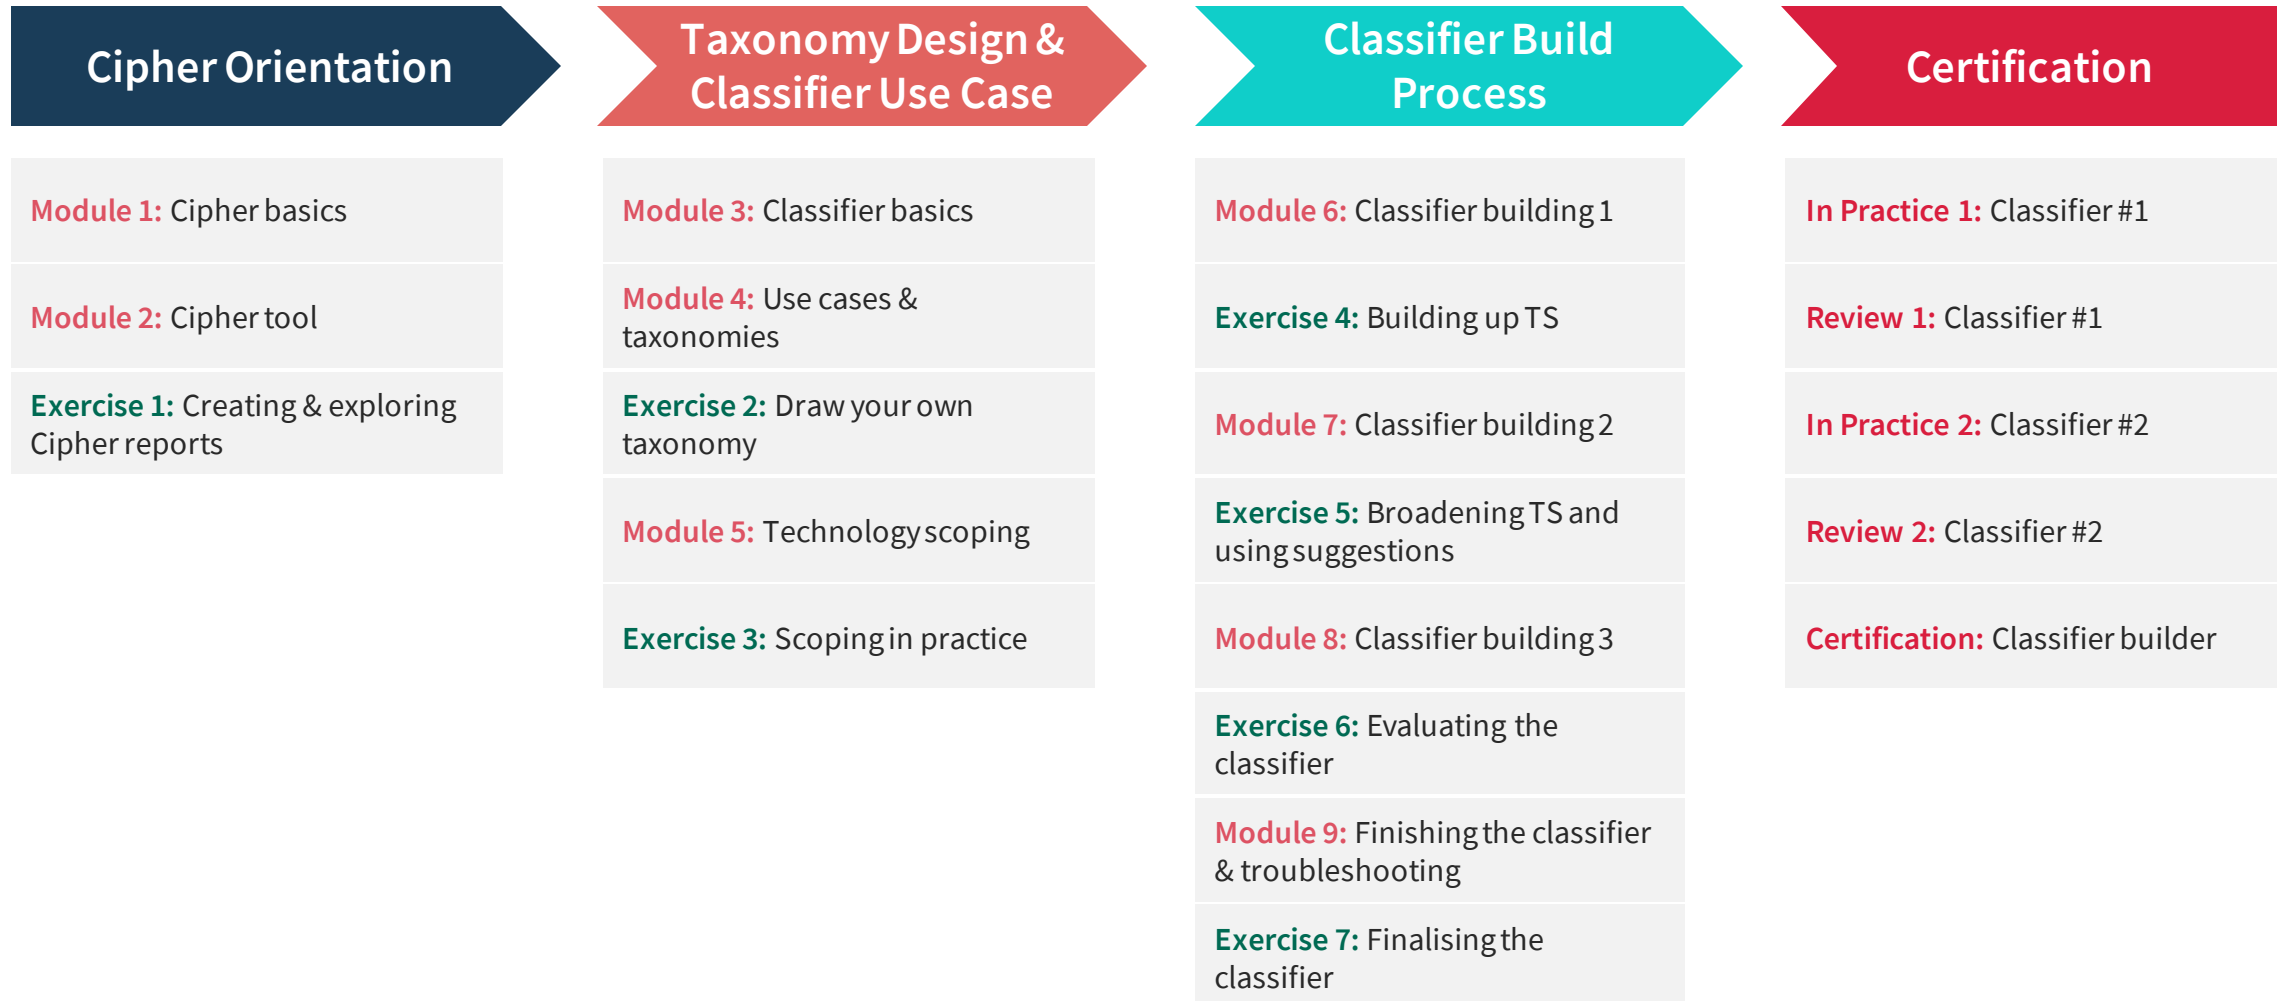 Cipher Orientation
Module 1: Cipher basics
Module 2: Cipher tool
Exercise 1: Creating & exploring
Cipher reports
Taxonomy Design &
Classifier Use Case
Module 3: Classifier basics
Module 4: Use cases &
taxonomies
Exercise 2: Draw your own
taxonomy
Module 5: Technology scoping
Exercise 3: Scoping in practice
Classifier Build
Process
Module 6: Classifier building 1
Exercise 4: Building up TS
Module 7: Classifier building 2
Exercise 5: Broadening TS and
using suggestions
Module 8: Classifier building 3
Exercise 6: Evaluating the
classifier
Module 9: Finishing the classifier
& troubleshooting
Exercise 7: Finalising the
classifier
Certification
In Practice 1: Classifier #1
Review 1: Classifier #1
In Practice 2: Classifier #2
Review 2: Classifier #2
Certification: Classifier builder